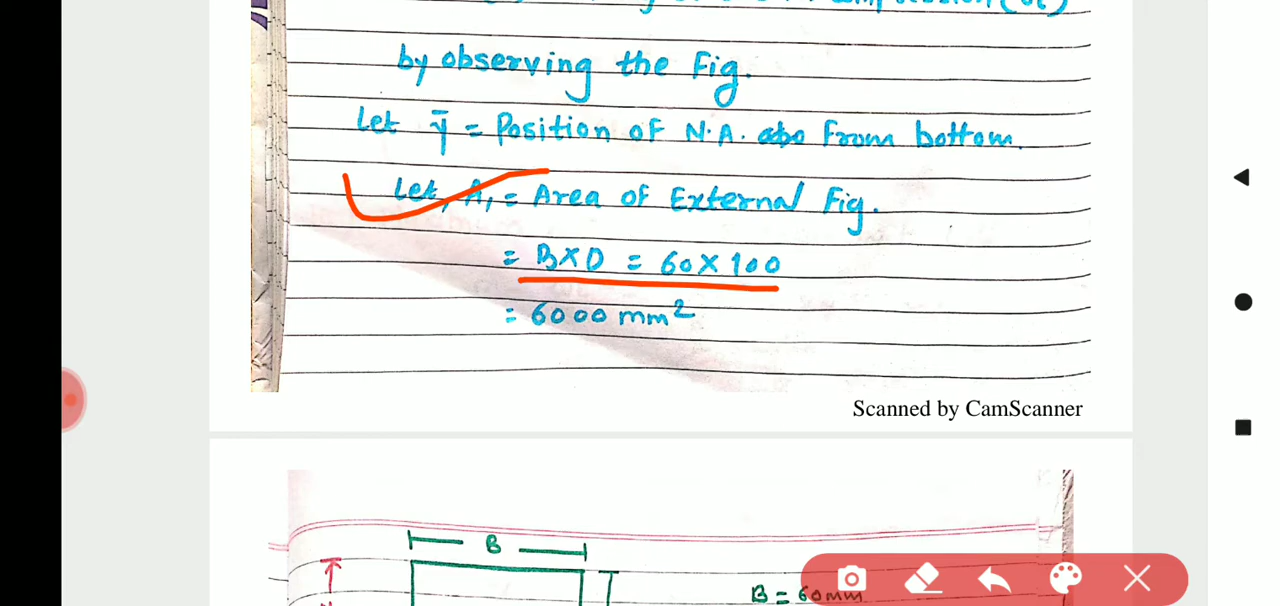 by observing the Fig.
Let ȳ = Position of N.A. from bottom.
Let, A₁ = Area of External Fig.
= B×D = 60×100
= 6000 mm²
Scanned by CamScanner
B
B = 60mm